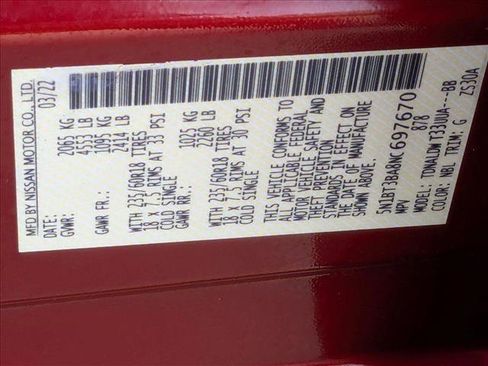 MFD BY NISSAN MOTOR CO., LTD.
DATE: 03/22
GVWR: 2065 KG
4553 LB
GAWR FR: 1095 KG
2414 LB
WITH 235/60R18 TIRES
18 X 7.5 RIMS AT 33 PSI
COLD SINGLE
GAWR RR: 1025 KG
2260 LB
WITH 235/60R18 TIRES
18 X 7.5 RIMS AT 30 PSI
COLD SINGLE
THIS VEHICLE CONFORMS TO
ALL APPLICABLE FEDERAL
MOTOR VEHICLE SAFETY AND
THEFT PREVENTION
STANDARDS IN EFFECT ON
THE DATE OF MANUFACTURE
SHOWN ABOVE.
5N1BT3BA0NC697670
MPV 878
MODEL:
COLOR: NBL TRIM: G Z530A